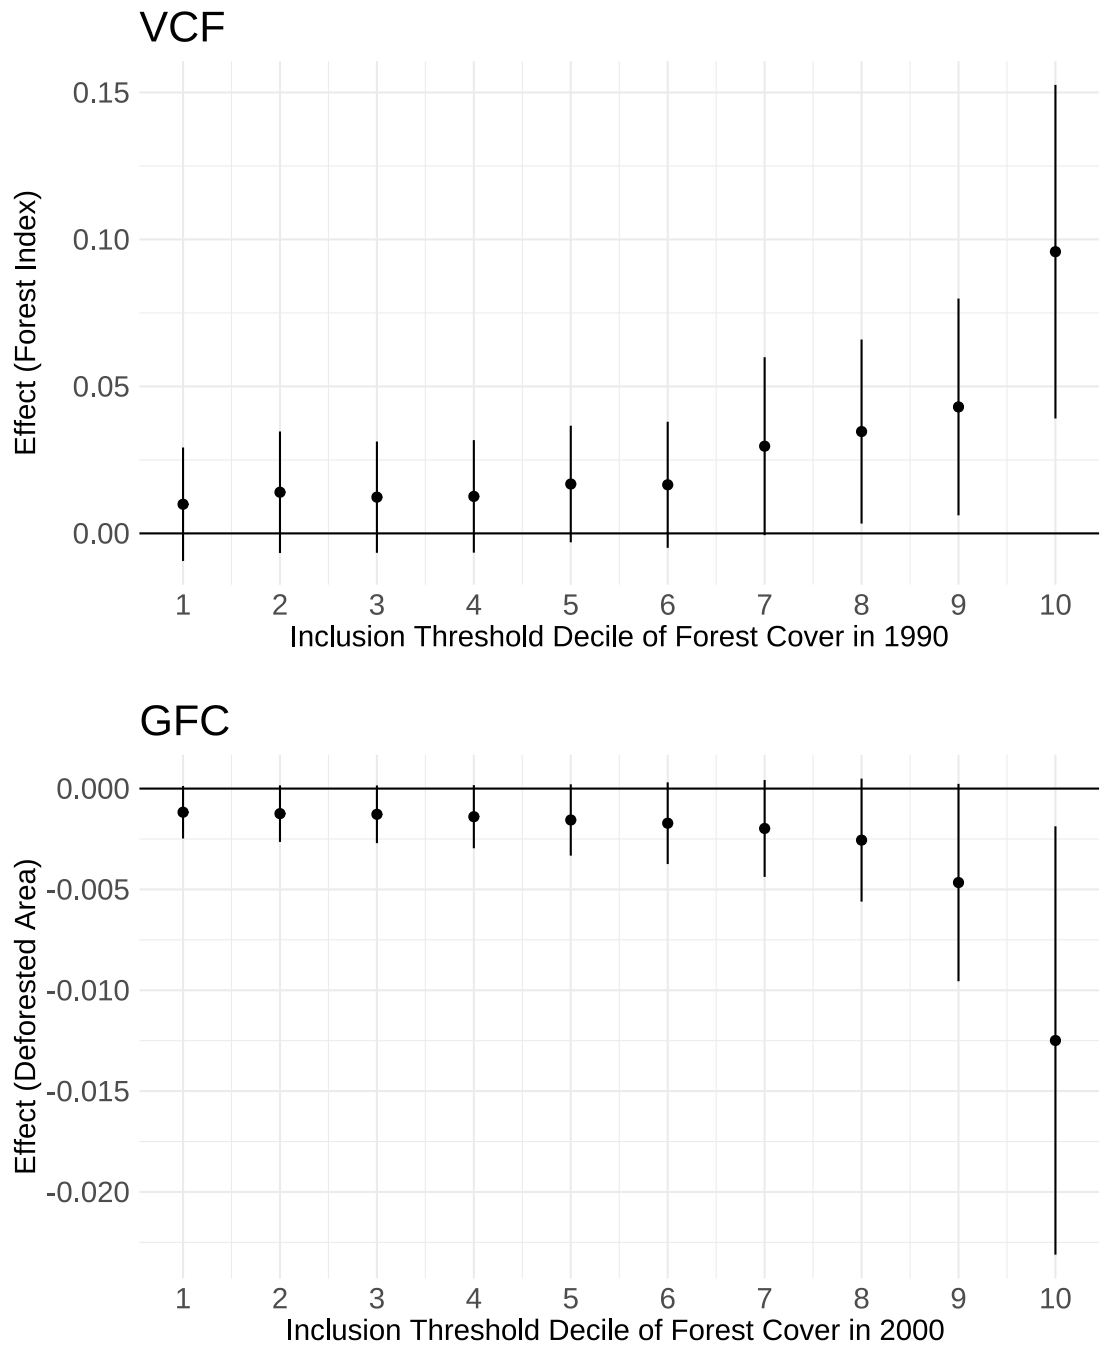 VCF
Effect (Forest Index)
0.15
0.10
0.05
0.00
1 2 3 4 5 6 7 8 9 10
Inclusion Threshold Decile of Forest Cover in 1990
GFC
Effect (Deforested Area)
0.000
-0.005
-0.010
-0.015
-0.020
1 2 3 4 5 6 7 8 9 10
Inclusion Threshold Decile of Forest Cover in 2000